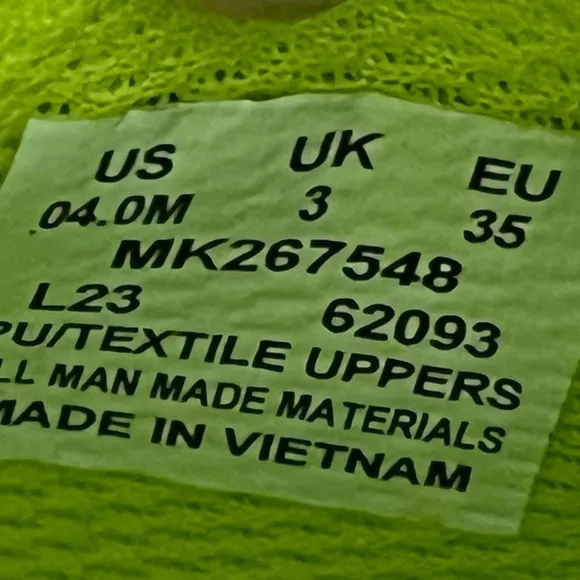 US UK EU
04.0M 3 35
MK267548
L23 62093
PU/TEXTILE UPPERS
ALL MAN MADE MATERIALS
MADE IN VIETNAM